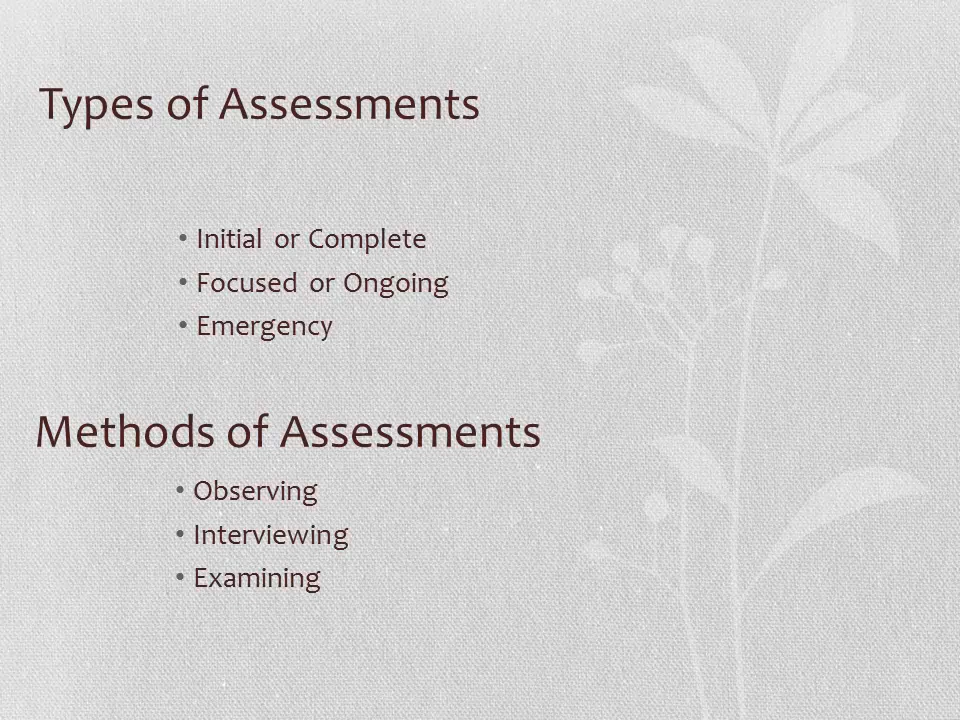 Types of Assessments
• Initial or Complete
• Focused or Ongoing
• Emergency
Methods of Assessments
• Observing
• Interviewing
• Examining